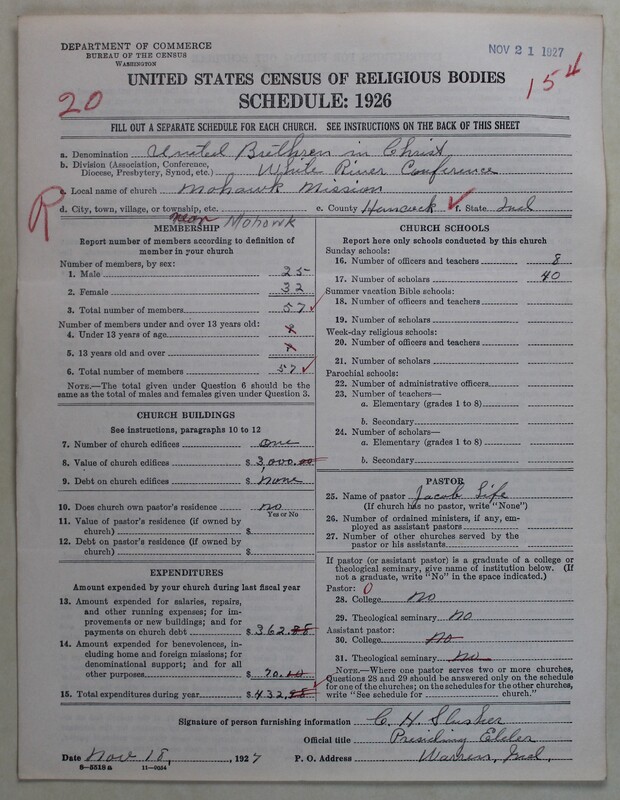 DEPARTMENT OF COMMERCE
BUREAU OF THE CENSUS
WASHINGTON
NOV 21 1927
154
UNITED STATES CENSUS OF RELIGIOUS BODIES
20
SCHEDULE: 1926
FILL OUT A SEPARATE SCHEDULE FOR EACH CHURCH. SEE INSTRUCTIONS ON THE BACK OF THIS SHEET
a. Denomination United Brethren in Christ
b. Division (Association, Conference,
Diocese, Presbytery, Synod, etc.) White River Conference
c. Local name of church Mohawk Mission
R
d. City, town, village, or township, etc. near Mohawk e. County Hancock f. State Ind
MEMBERSHIP
Report number of members according to definition of
member in your church
Number of members, by sex:
1. Male 25
2. Female 32
3. Total number of members 57
Number of members under and over 13 years old:
4. Under 13 years of age
5. 13 years old and over
6. Total number of members 57
NOTE.—The total given under Question 6 should be
same as the total of males and females given under Question 3.
CHURCH BUILDINGS
See instructions, paragraphs 10 to 12
7. Number of church edifices one
8. Value of church edifices $ 3,000.00
9. Debt on church edifices $ none
10. Does church own pastor's residence no
Yes or No
11. Value of pastor's residence (if owned by
church) $
12. Debt on pastor's residence (if owned by
church) $
EXPENDITURES
Amount expended by your church during last fiscal year
13. Amount expended for salaries, repairs,
and other running expenses; for im-
provements or new buildings; and for
payments on church debt $ 362.88
14. Amount expended for benevolences, in-
cluding home and foreign missions; for
denominational support; and for all
other purposes $ 70.10
15. Total expenditures during year $ 432.98
CHURCH SCHOOLS
Report here only schools conducted by this church
Sunday schools:
16. Number of officers and teachers 8
17. Number of scholars 40
Summer vacation Bible schools:
18. Number of officers and teachers
19. Number of scholars
Week-day religious schools:
20. Number of officers and teachers
21. Number of scholars
Parochial schools:
22. Number of administrative officers
23. Number of teachers—
a. Elementary (grades 1 to 8)
b. Secondary
24. Number of scholars—
a. Elementary (grades 1 to 8)
b. Secondary
PASTOR
25. Name of pastor Jacob Life
(If church has no pastor, write "None")
26. Number of ordained ministers, if any, em-
ployed as assistant pastors
27. Number of other churches served by the
pastor or his assistants
If pastor (or assistant pastor) is a graduate of a college or
theological seminary, give name of institution below. (If
not a graduate, write "No" in the space indicated.)
Pastor: 0
28. College No
29. Theological seminary No
Assistant pastor:
30. College No
31. Theological seminary No
NOTE.—Where one pastor serves two or more churches,
Questions 28 and 29 should be answered only on the schedule
for one of the churches; on the schedules for the other churches,
write "See schedule for church."
Signature of person furnishing information C. H. Slusher
Official title Presiding Elder
Date Nov 18, 1927 P. O. Address Warren, Ind.
8—5518a 11—9254